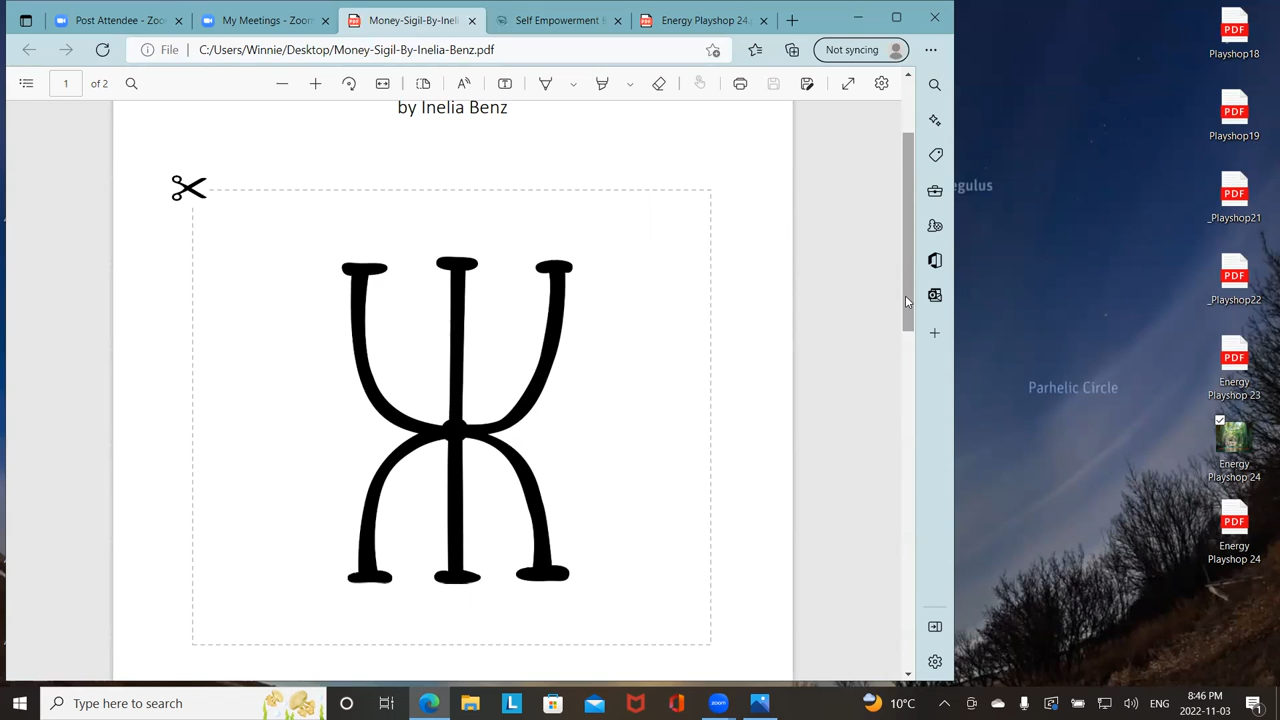 Post Attendee - Zoom
My Meetings - Zoom
Money-Sigil-By-Ineli
Self Empowerment
Energy Playshop 24.p
File
C:/Users/Winnie/Desktop/Money-Sigil-By-Inelia-Benz.pdf
Not syncing
1
of 2
by Inelia Benz
Playshop18
Playshop19
_Playshop21
_Playshop22
Energy
Playshop 23
Energy
Playshop 24
Energy
Playshop 24
egulus
Parhelic Circle
Type here to search
10°C
ENG
8:46 PM
2022-11-03